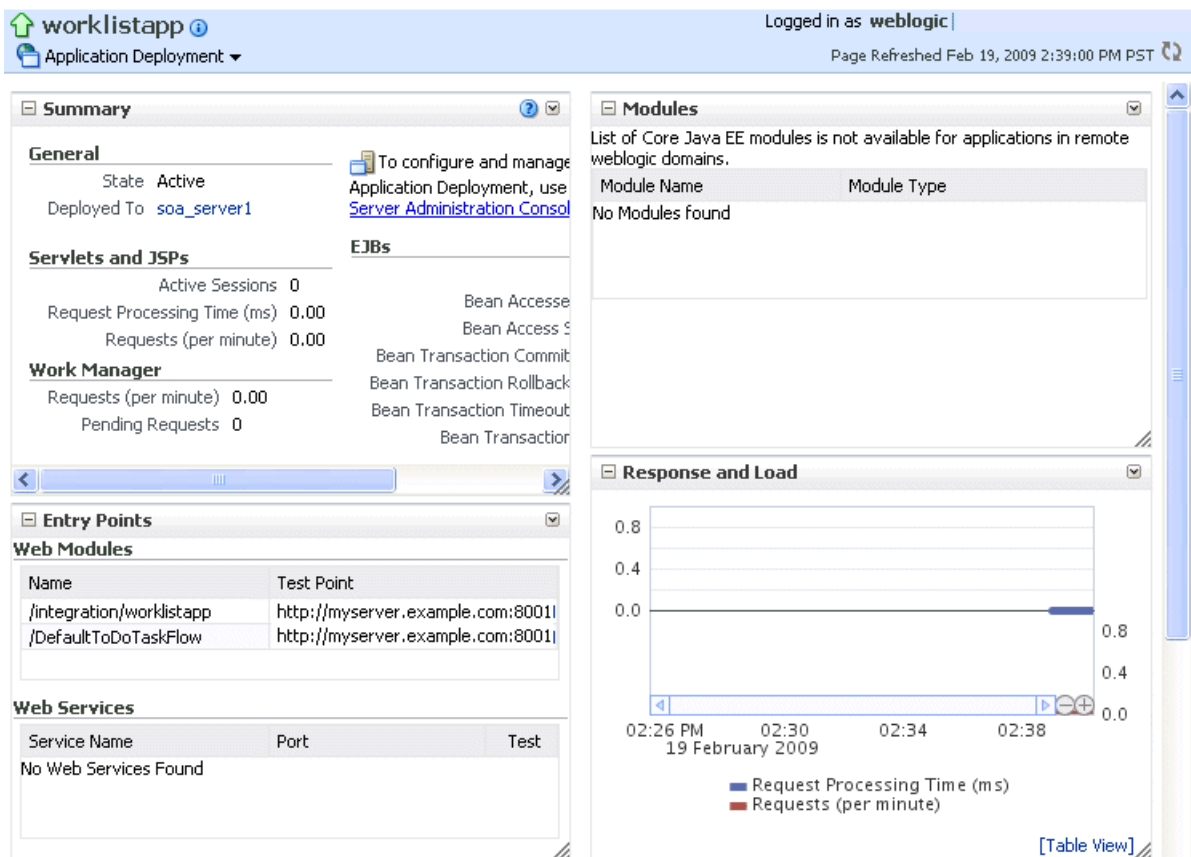 worklistapp
Logged in as weblogic
Application Deployment
Page Refreshed Feb 19, 2009 2:39:00 PM PST
Summary
General
State Active
Deployed To soa_server1
To configure and manage
Application Deployment, use
Server Administration Consol
Servlets and JSPs
Active Sessions 0
Request Processing Time (ms) 0.00
Requests (per minute) 0.00
Work Manager
Requests (per minute) 0.00
Pending Requests 0
EJBs
Bean Accesse
Bean Access S
Bean Transaction Commit
Bean Transaction Rollback
Bean Transaction Timeout
Bean Transaction
Entry Points
Web Modules
Name Test Point
/integration/worklistapp http://myserver.example.com:8001
/DefaultToDoTaskFlow http://myserver.example.com:8001
Web Services
Service Name Port Test
No Web Services Found
Modules
List of Core Java EE modules is not available for applications in remote
weblogic domains.
Module Name Module Type
No Modules found
Response and Load
0.8
0.4
0.0
0.8
0.4
0.0
02:26 PM 02:30 02:34 02:38
19 February 2009
Request Processing Time (ms)
Requests (per minute)
[Table View]